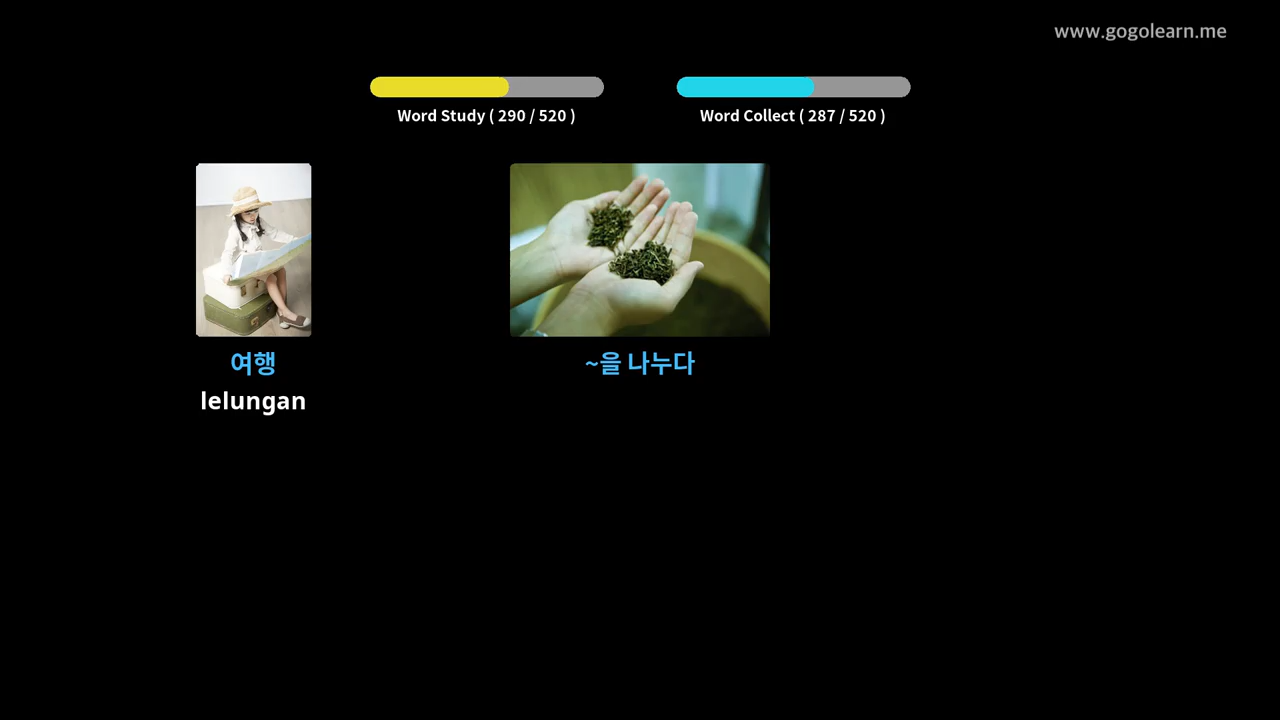 www.gogolearn.me
Word Study ( 290 / 520 )
Word Collect ( 287 / 520 )
여행
lelungan
~을 나누다